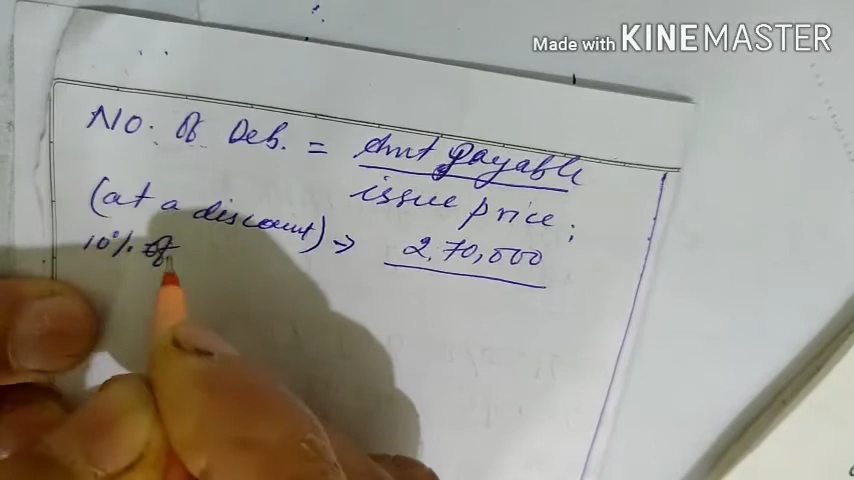 Made with KINEMASTER
No. of Deb. = Amt payable
issue price;
(at a discount) → 2,70,000
10% of